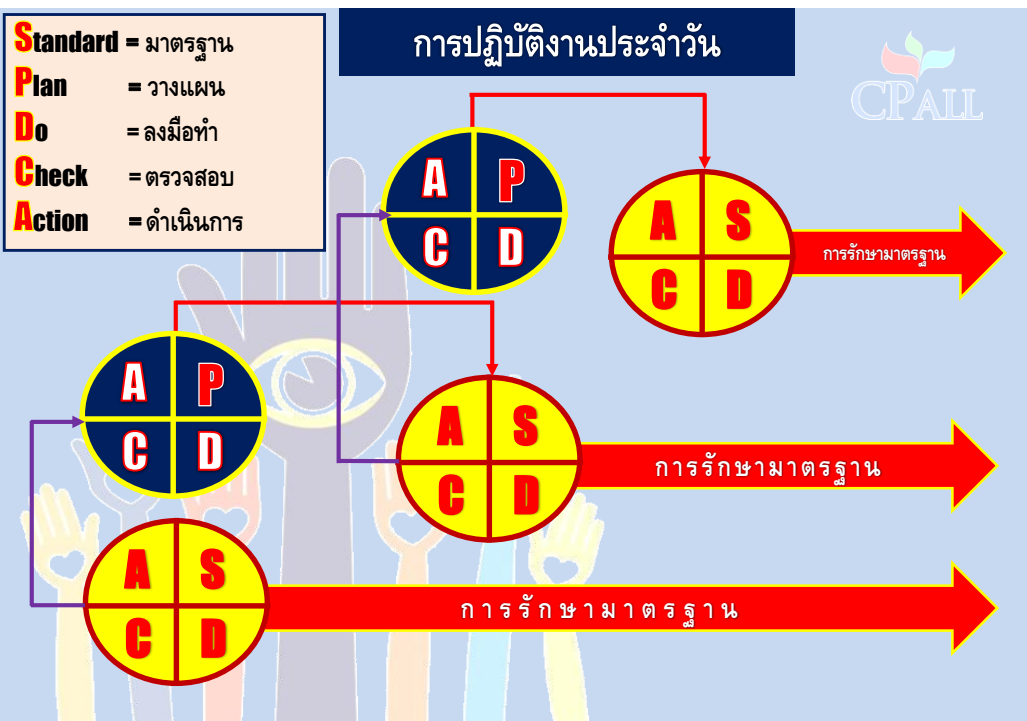 Standard = มาตรฐาน
Plan = วางแผน
Do = ลงมือทำ
Check = ตรวจสอบ
Action = ดำเนินการ
การปฏิบัติงานประจำวัน
CPALL
A P
C D
A S
C D
การรักษามาตรฐาน
A P
C D
A S
C D
การรักษามาตรฐาน
A S
C D
การรักษามาตรฐาน